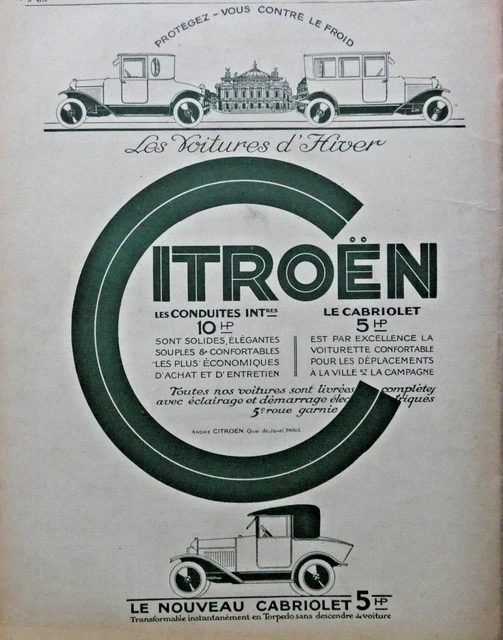 PROTÉGEZ-VOUS CONTRE LE FROID
Les Voitures d'Hiver
CITROËN
LES CONDUITES INTRES
10 HP
SONT SOLIDES, ÉLÉGANTES
SOUPLES & CONFORTABLES
LES PLUS ÉCONOMIQUES
D'ACHAT ET D'ENTRETIEN
LE CABRIOLET
5 HP
EST PAR EXCELLENCE LA
VOITURETTE CONFORTABLE
POUR LES DÉPLACEMENTS
À LA VILLE & LA CAMPAGNE
Toutes nos voitures sont livrées complètes
avec éclairage et démarrage électriques
5e roue garnie
ANDRÉ CITROËN Quai de Javel, PARIS
LE NOUVEAU CABRIOLET 5 HP
Transformable instantanément en Torpedo sans descendre de voiture